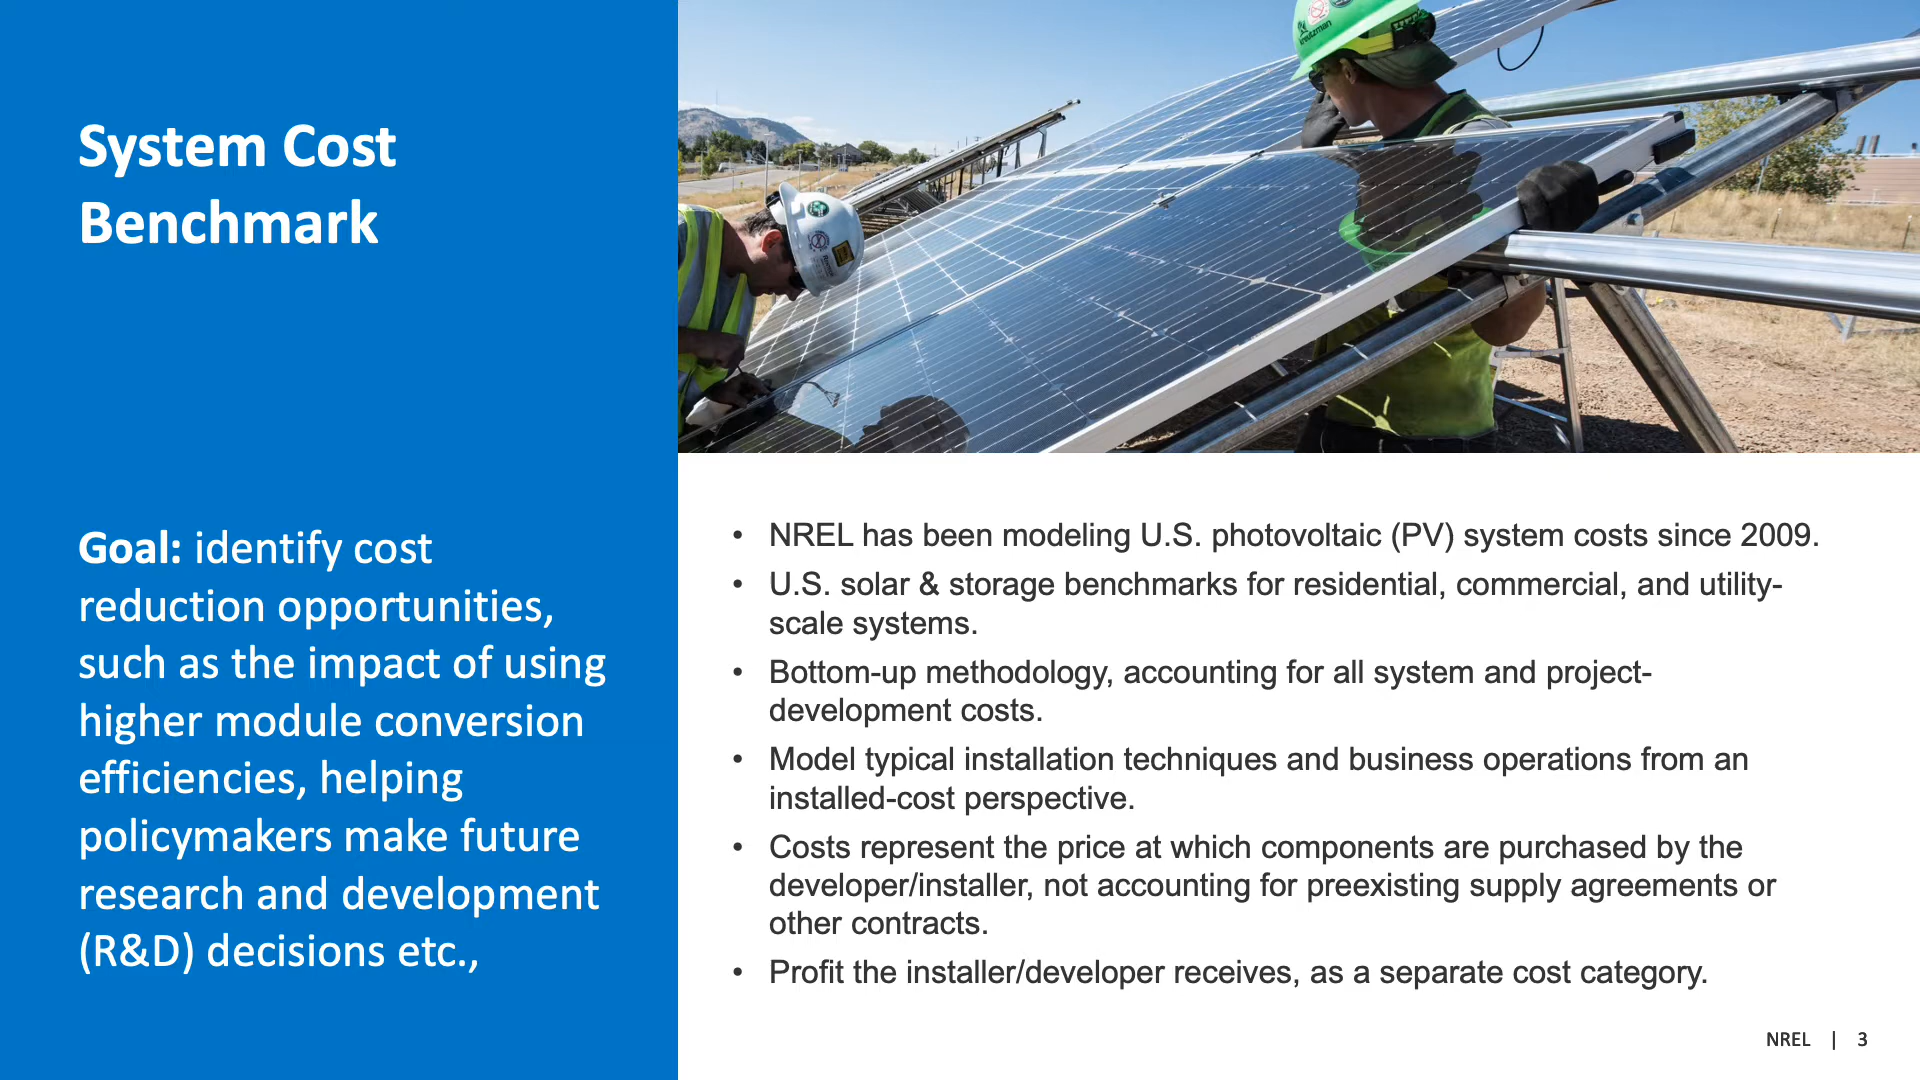 System Cost
Benchmark
Goal: identify cost
reduction opportunities,
such as the impact of using
higher module conversion
efficiencies, helping
policymakers make future
research and development
(R&D) decisions etc.,
• NREL has been modeling U.S. photovoltaic (PV) system costs since 2009.
• U.S. solar & storage benchmarks for residential, commercial, and utility-
scale systems.
• Bottom-up methodology, accounting for all system and project-
development costs.
• Model typical installation techniques and business operations from an
installed-cost perspective.
• Costs represent the price at which components are purchased by the
developer/installer, not accounting for preexisting supply agreements or
other contracts.
• Profit the installer/developer receives, as a separate cost category.
NREL | 3